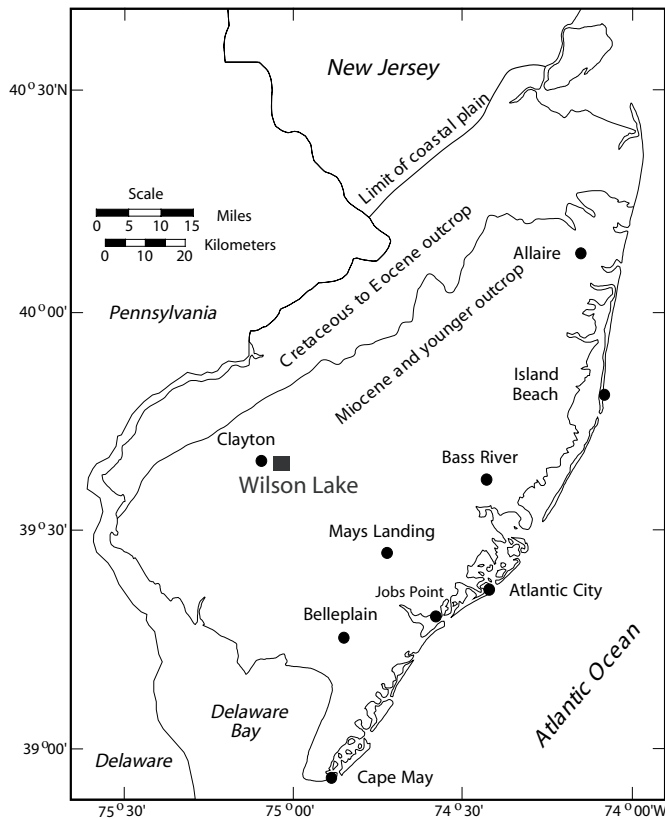 New Jersey
40°30'N
Limit of coastal plain
Scale
0 5 10 15 Miles
0 10 20 Kilometers
Cretaceous to Eocene outcrop
Allaire
40°00'
Pennsylvania
Miocene and younger outcrop
Island
Beach
Clayton
Bass River
Wilson Lake
39°30'
Mays Landing
Jobs Point
Atlantic City
Belleplain
Atlantic Ocean
Delaware
Bay
39°00'
Delaware
Cape May
75°30' 75°00' 74°30' 74°00'W